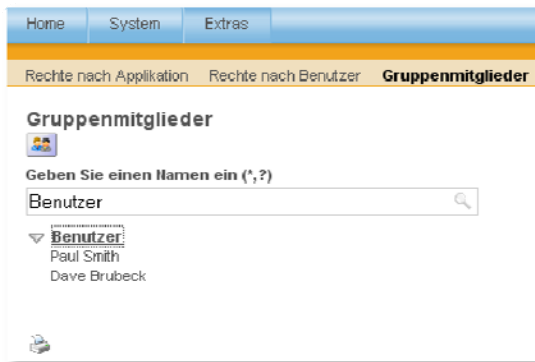 Home System Extras
Rechte nach Applikation Rechte nach Benutzer Gruppenmitglieder
Gruppenmitglieder
Geben Sie einen Namen ein (*,?)
Benutzer
Benutzer
Paul Smith
Dave Brubeck